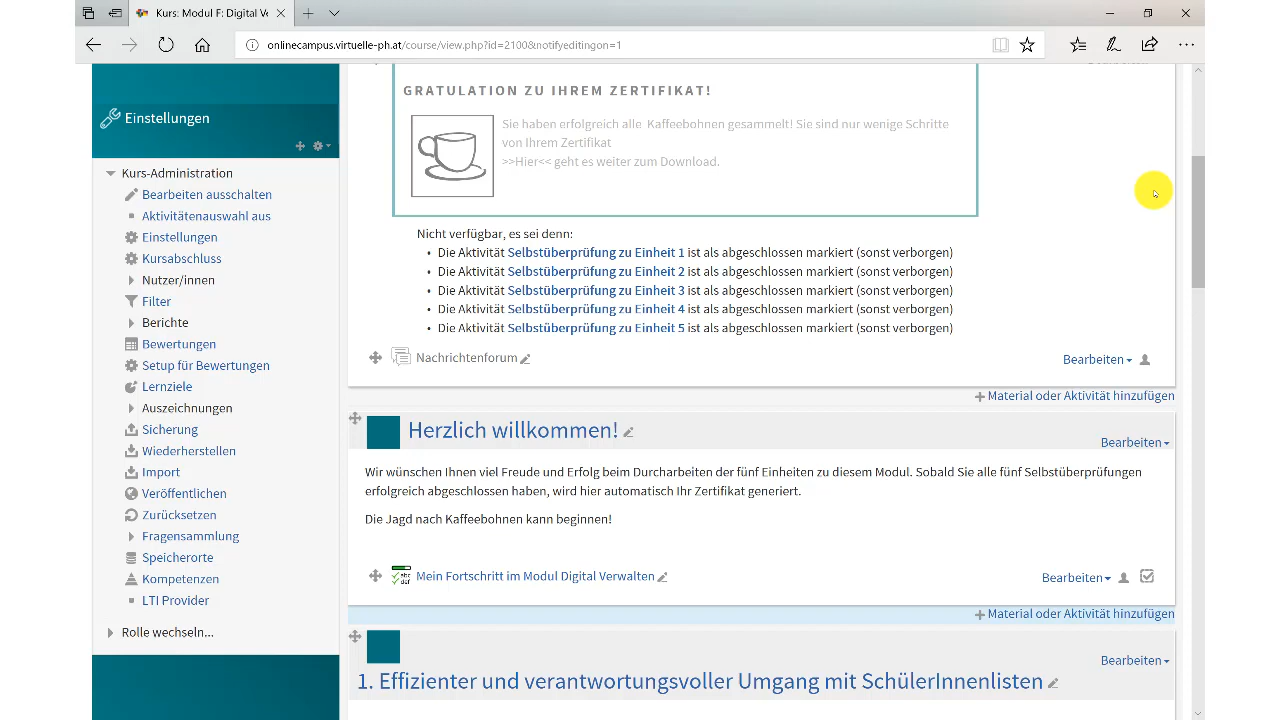 Kurs: Modul F: Digital Ve
onlinecampus.virtuelle-ph.at/course/view.php?id=2100&notifyeditingon=1
Einstellungen
Kurs-Administration
Bearbeiten ausschalten
Aktivitätenauswahl aus
Einstellungen
Kursabschluss
Nutzer/innen
Filter
Berichte
Bewertungen
Setup für Bewertungen
Lernziele
Auszeichnungen
Sicherung
Wiederherstellen
Import
Veröffentlichen
Zurücksetzen
Fragensammlung
Speicherorte
Kompetenzen
LTI Provider
Rolle wechseln...
GRATULATION ZU IHREM ZERTIFIKAT!
Sie haben erfolgreich alle Kaffeebohnen gesammelt! Sie sind nur wenige Schritte
von Ihrem Zertifikat
>>Hier<< geht es weiter zum Download.
Nicht verfügbar, es sei denn:
• Die Aktivität Selbstüberprüfung zu Einheit 1 ist als abgeschlossen markiert (sonst verborgen)
• Die Aktivität Selbstüberprüfung zu Einheit 2 ist als abgeschlossen markiert (sonst verborgen)
• Die Aktivität Selbstüberprüfung zu Einheit 3 ist als abgeschlossen markiert (sonst verborgen)
• Die Aktivität Selbstüberprüfung zu Einheit 4 ist als abgeschlossen markiert (sonst verborgen)
• Die Aktivität Selbstüberprüfung zu Einheit 5 ist als abgeschlossen markiert (sonst verborgen)
Nachrichtenforum
Bearbeiten
Material oder Aktivität hinzufügen
Herzlich willkommen!
Bearbeiten
Wir wünschen Ihnen viel Freude und Erfolg beim Durcharbeiten der fünf Einheiten zu diesem Modul. Sobald Sie alle fünf Selbstüberprüfungen
erfolgreich abgeschlossen haben, wird hier automatisch Ihr Zertifikat generiert.
Die Jagd nach Kaffeebohnen kann beginnen!
Mein Fortschritt im Modul Digital Verwalten
Bearbeiten
Material oder Aktivität hinzufügen
Bearbeiten
1. Effizienter und verantwortungsvoller Umgang mit SchülerInnenlisten